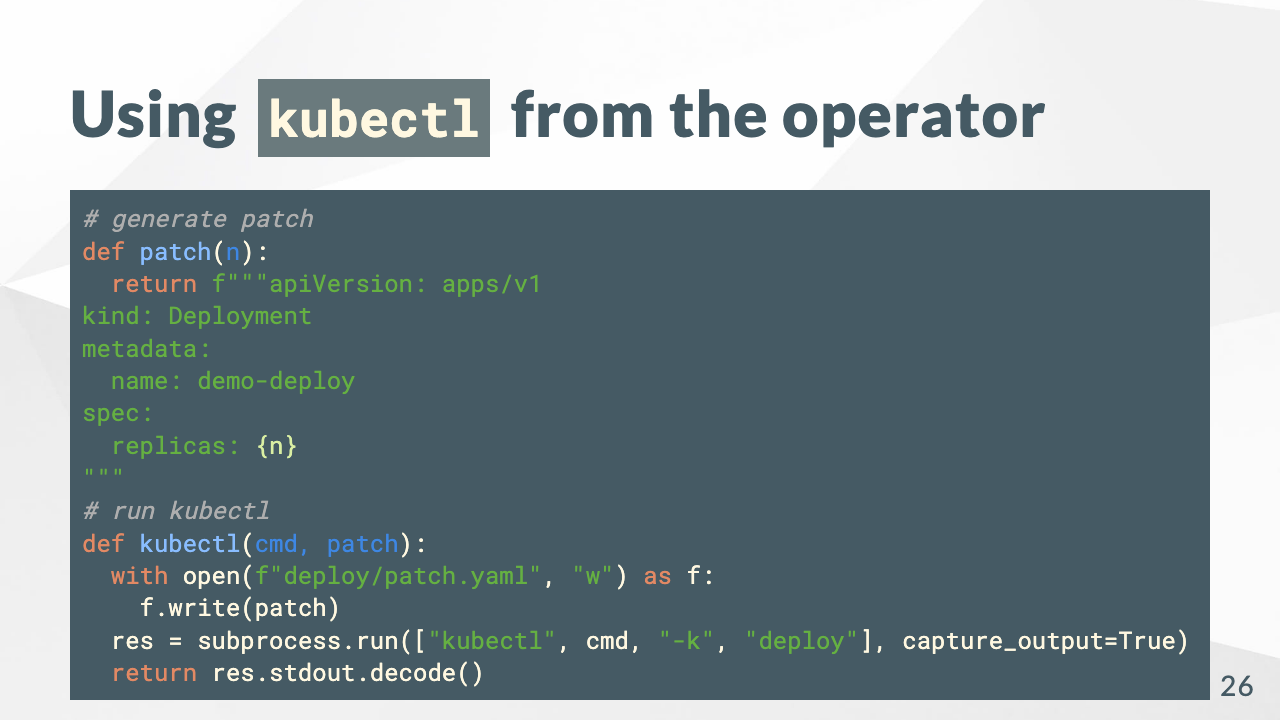 Using kubectl from the operator
# generate patch
def patch(n):
  return f"""apiVersion: apps/v1
kind: Deployment
metadata:
  name: demo-deploy
spec:
  replicas: {n}
"""
# run kubectl
def kubectl(cmd, patch):
  with open(f"deploy/patch.yaml", "w") as f:
    f.write(patch)
  res = subprocess.run(["kubectl", cmd, "-k", "deploy"], capture_output=True)
  return res.stdout.decode()
26